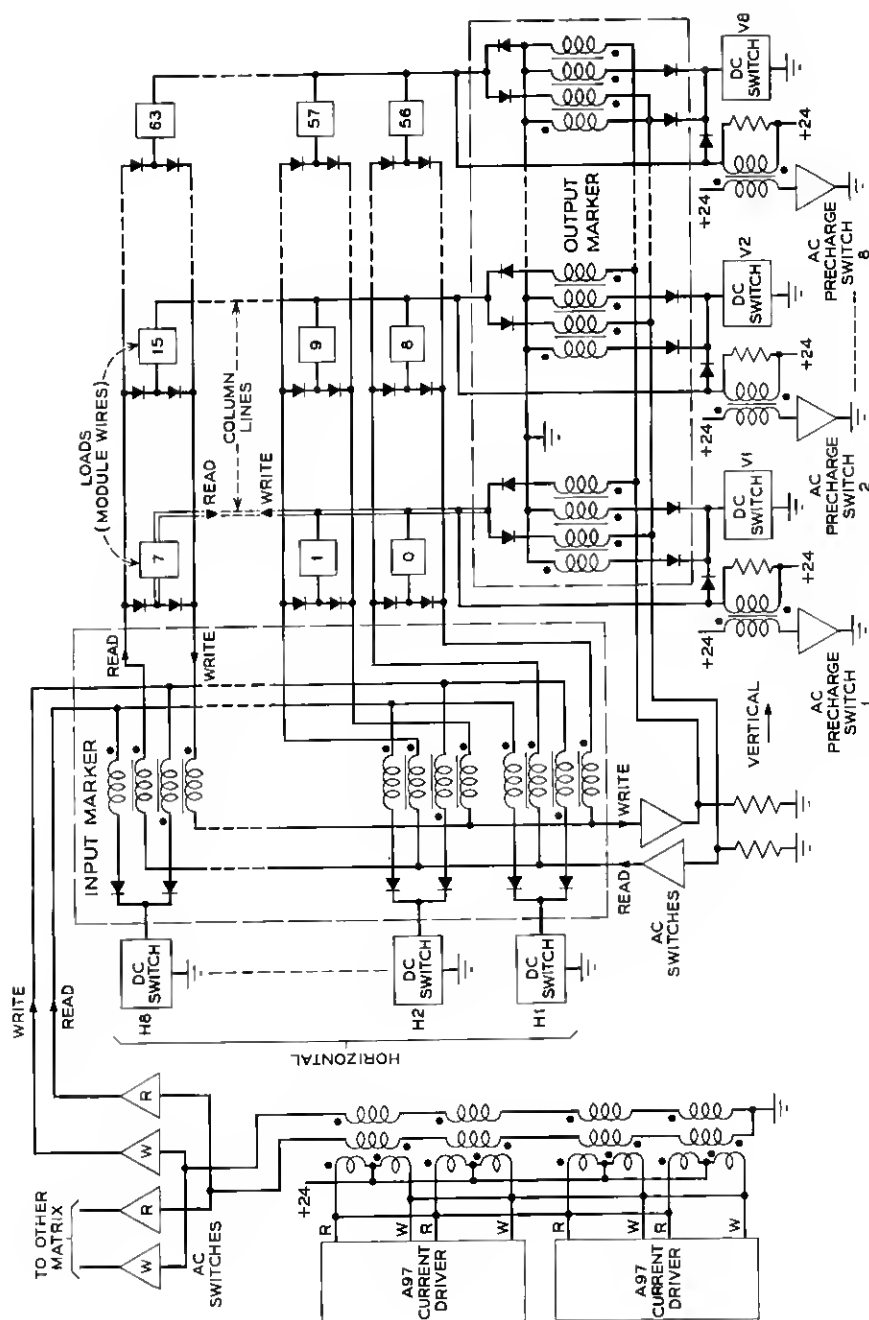 TO OTHER
MATRIX
W
R
W
R
AC
SWITCHES
WRITE
READ
+24
R
W
R
W
A97
CURRENT
DRIVER
R
W
R
W
A97
CURRENT
DRIVER
HORIZONTAL
H8
DC
SWITCH
H2
DC
SWITCH
H1
DC
SWITCH
INPUT MARKER
READ
WRITE
READ
WRITE
AC
SWITCHES
LOADS
(MODULE WIRES)
7
15
63
READ
WRITE
COLUMN
LINES
1
9
57
0
8
56
OUTPUT
MARKER
VERTICAL
DC
SWITCH
V1
+24
+24
AC
PRECHARGE
SWITCH
1
DC
SWITCH
V2
+24
+24
AC
PRECHARGE
SWITCH
2
DC
SWITCH
V8
+24
+24
AC
PRECHARGE
SWITCH
8